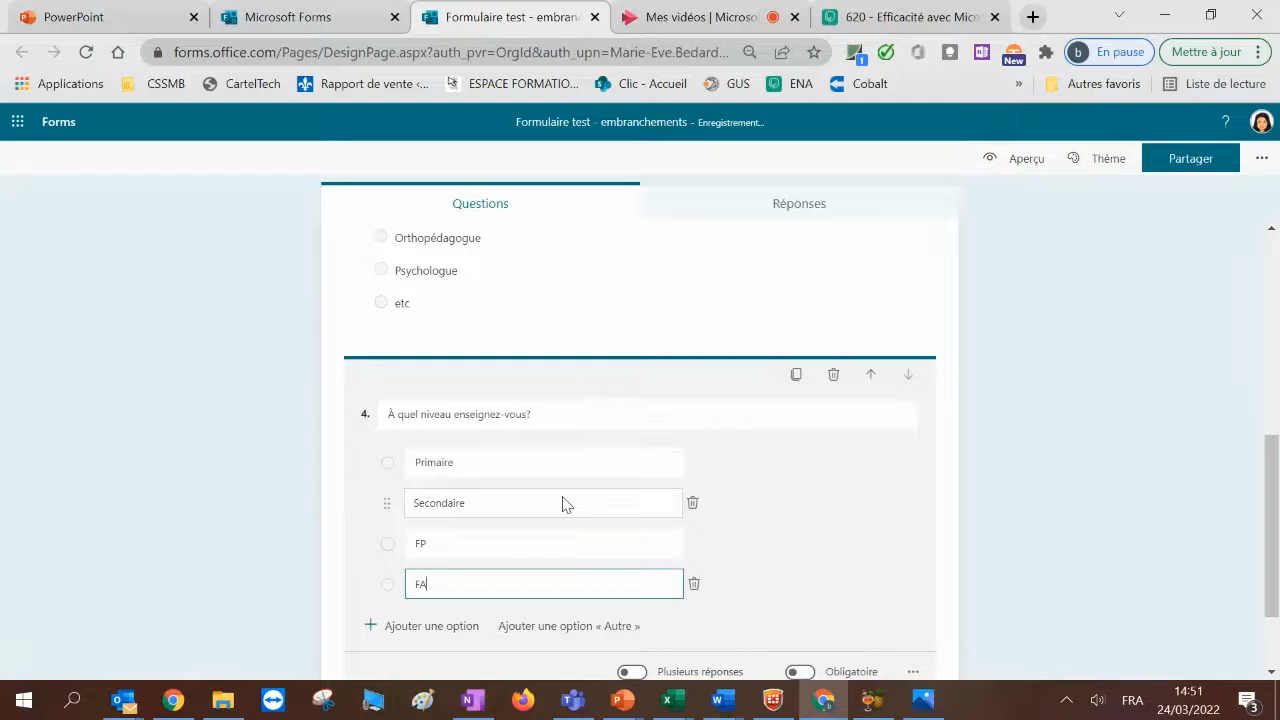 PowerPoint
Microsoft Forms
Formulaire test - embran
Mes vidéos | Microso
620 - Efficacité avec Micr
forms.office.com/Pages/DesignPage.aspx?auth_pvr=OrgId&auth_upn=Marie-Eve.Bedard...
1
New
b
En pause
Mettre à jour
Applications
CSSMB
CartelTech
Rapport de vente -...
ESPACE FORMATIO...
Clic - Accueil
GUS
ENA
Cobalt
»
Autres favoris
Liste de lecture
Forms
Formulaire test - embranchements - Enregistrement...
?
Aperçu
Thème
Partager
Questions
Réponses
Orthopédagogue
Psychologue
etc
4. À quel niveau enseignez-vous?
Primaire
Secondaire
FP
FA
Ajouter une option
Ajouter une option « Autre »
Plusieurs réponses
Obligatoire
FRA
14:51
24/03/2022
3